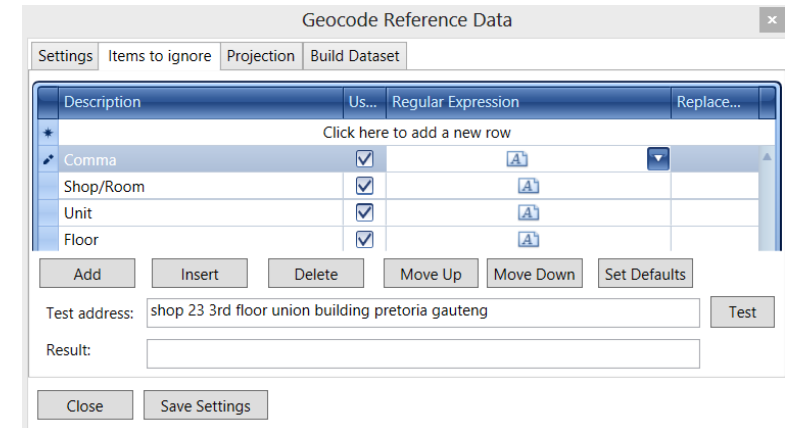 Geocode Reference Data
Settings Items to ignore Projection Build Dataset
Description Us... Regular Expression Replace...
Click here to add a new row
Comma
Shop/Room
Unit
Floor
Add Insert Delete Move Up Move Down Set Defaults
Test address: shop 23 3rd floor union building pretoria gauteng Test
Result:
Close Save Settings